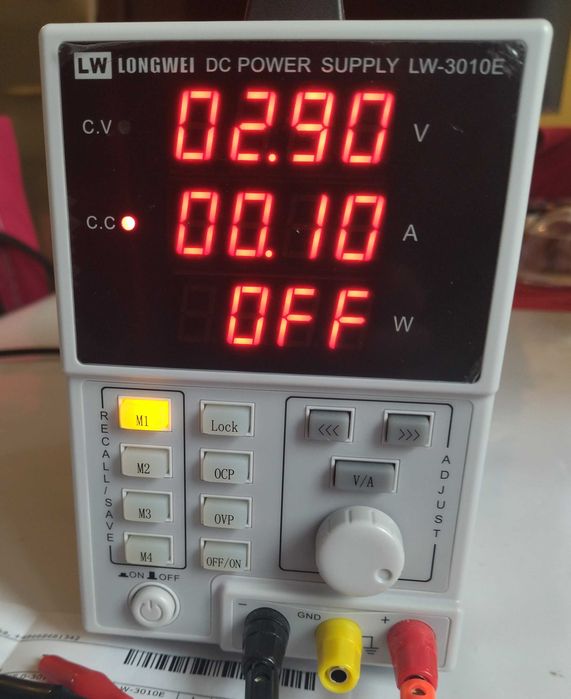 LW LONGWEI DC POWER SUPPLY LW-3010E
C.V 02.90 V
C.C 00.10 A
OFF W
RECALL/SAVE
M1
M2
M3
M4
Lock
OCP
OVP
OFF/ON
<<< >>>
V/A
ADJUST
ON OFF
- GND +
W-3010E